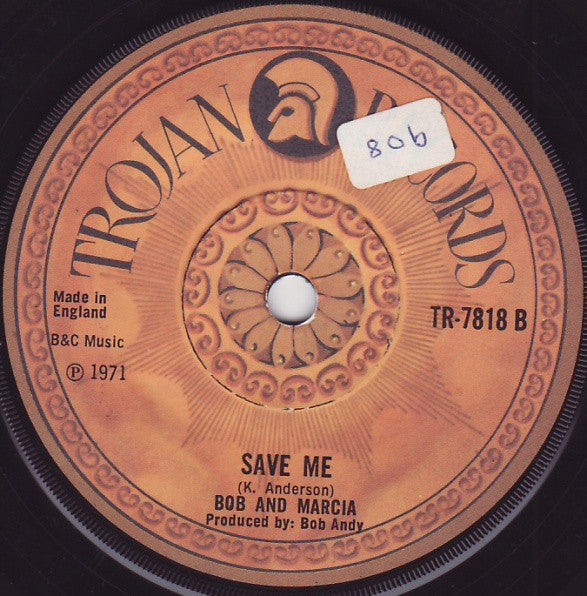 TROJAN RECORDS
806
Made in
England
B&C Music
Ⓟ 1971
TR-7818 B
SAVE ME
(K. Anderson)
BOB AND MARCIA
Produced by: Bob Andy